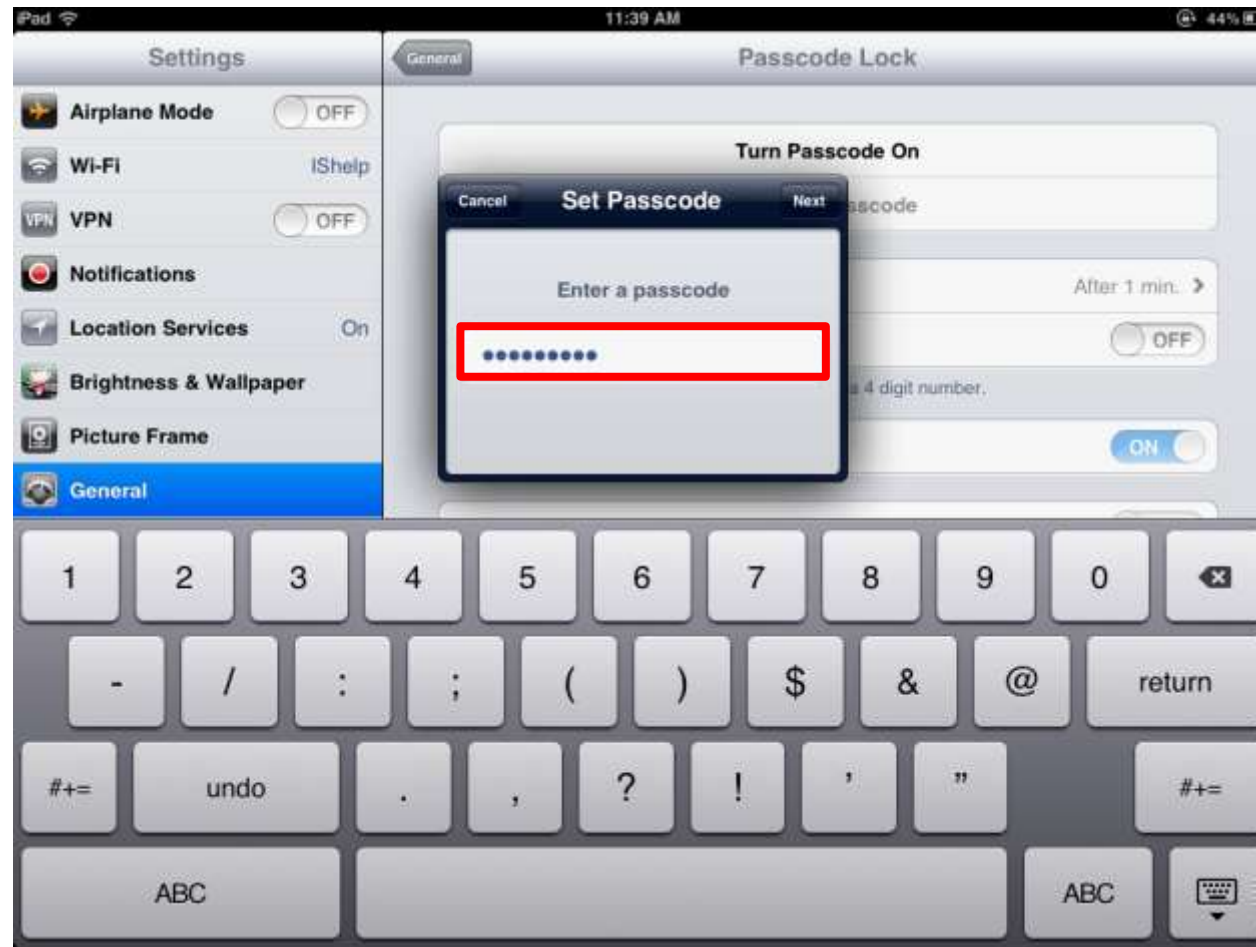 iPad 11:39 AM 44%
Settings General Passcode Lock
Airplane Mode OFF
Turn Passcode On
Wi-Fi IShelp
Cancel Set Passcode Next sscode
VPN VPN OFF
Notifications
Enter a passcode After 1 min.
Location Services On
OFF
•••••••••
Brightness & Wallpaper
a 4 digit number.
Picture Frame
ON
General
1 2 3 4 5 6 7 8 9 0
- / : ; ( ) $ & @ return
#+= undo . , ? ! ' " #+=
ABC ABC